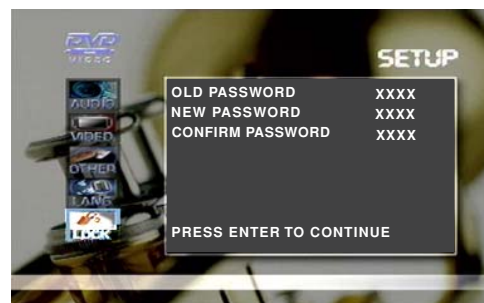 DVD
VIDEO
SETUP
AUDIO
VIDEO
OTHER
LANG
LOCK
OLD PASSWORD XXXX
NEW PASSWORD XXXX
CONFIRM PASSWORD XXXX
PRESS ENTER TO CONTINUE